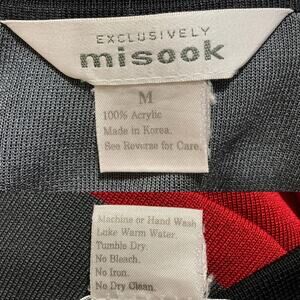 EXCLUSIVELY
misook
M
100% Acrylic
Made in Korea.
See Reverse for Care.
Machine or Hand Wash
Luke Warm Water.
Tumble Dry.
No Bleach.
No Iron.
No Dry Clean.